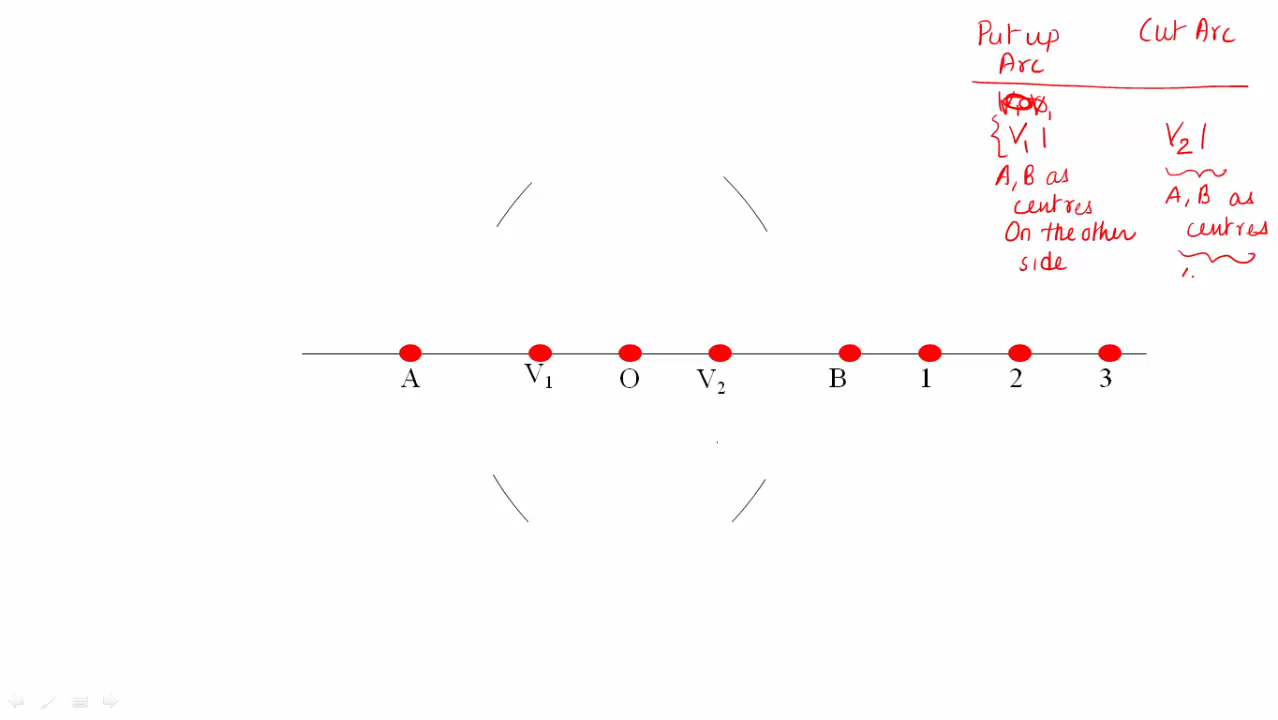 Put up Cut Arc
Arc
V₁ 1 V₂ 1
A, B as A, B as
centres centres
On the other
side
A V₁ O V₂ B 1 2 3